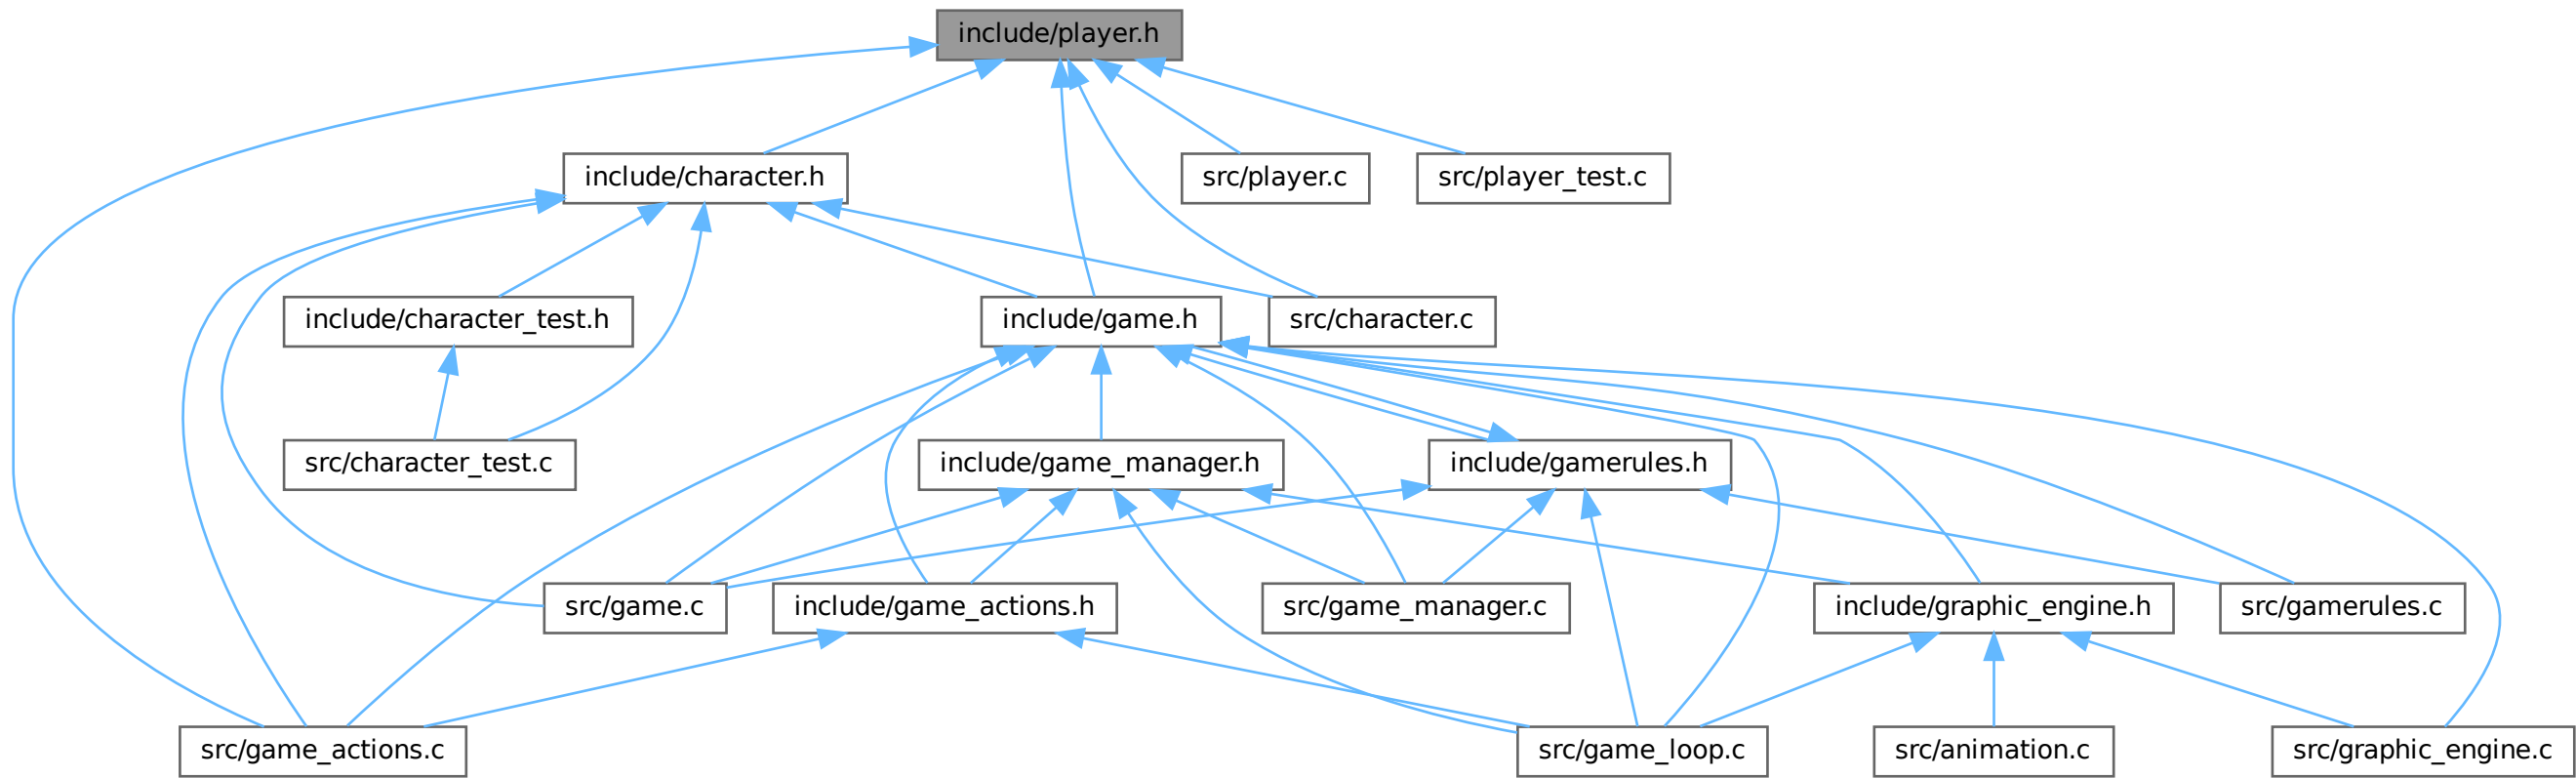 include/player.h
include/character.h
src/player.c
src/player_test.c
include/character_test.h
include/game.h
src/character.c
src/character_test.c
include/game_manager.h
include/gamerules.h
src/game.c
include/game_actions.h
src/game_manager.c
include/graphic_engine.h
src/gamerules.c
src/game_actions.c
src/game_loop.c
src/animation.c
src/graphic_engine.c